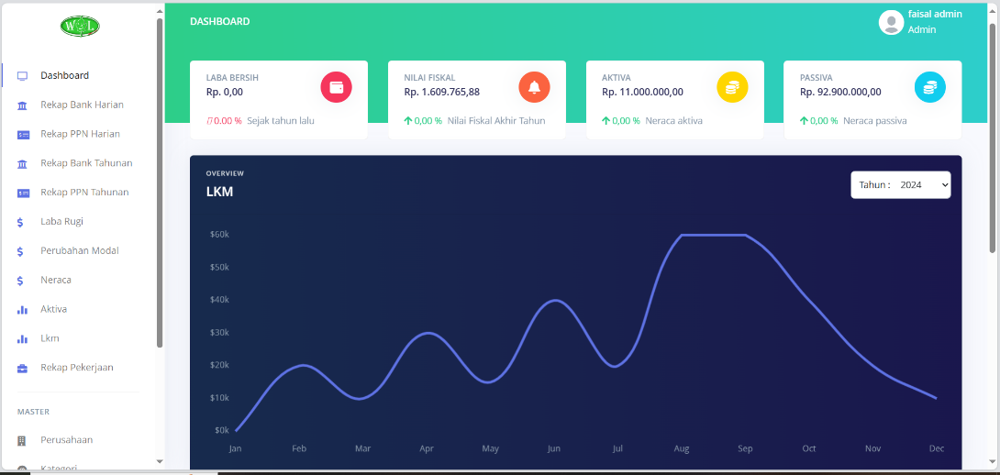 WAL
Dashboard
Rekap Bank Harian
Rekap PPN Harian
Rekap Bank Tahunan
Rekap PPN Tahunan
Laba Rugi
Perubahan Modal
Neraca
Aktiva
Lkm
Rekap Pekerjaan
MASTER
Perusahaan
Kategori
DASHBOARD
faisal admin
Admin
LABA BERSIH
Rp. 0,00
0.00 % Sejak tahun lalu
NILAI FISKAL
Rp. 1.609.765,88
0,00 % Nilai Fiskal Akhir Tahun
AKTIVA
Rp. 11.000.000,00
0,00 % Neraca aktiva
PASSIVA
Rp. 92.900.000,00
0,00 % Neraca passiva
OVERVIEW
LKM
Tahun : 2024
$60k
$50k
$40k
$30k
$20k
$10k
$0k
Jan Feb Mar Apr May Jun Jul Aug Sep Oct Nov Dec